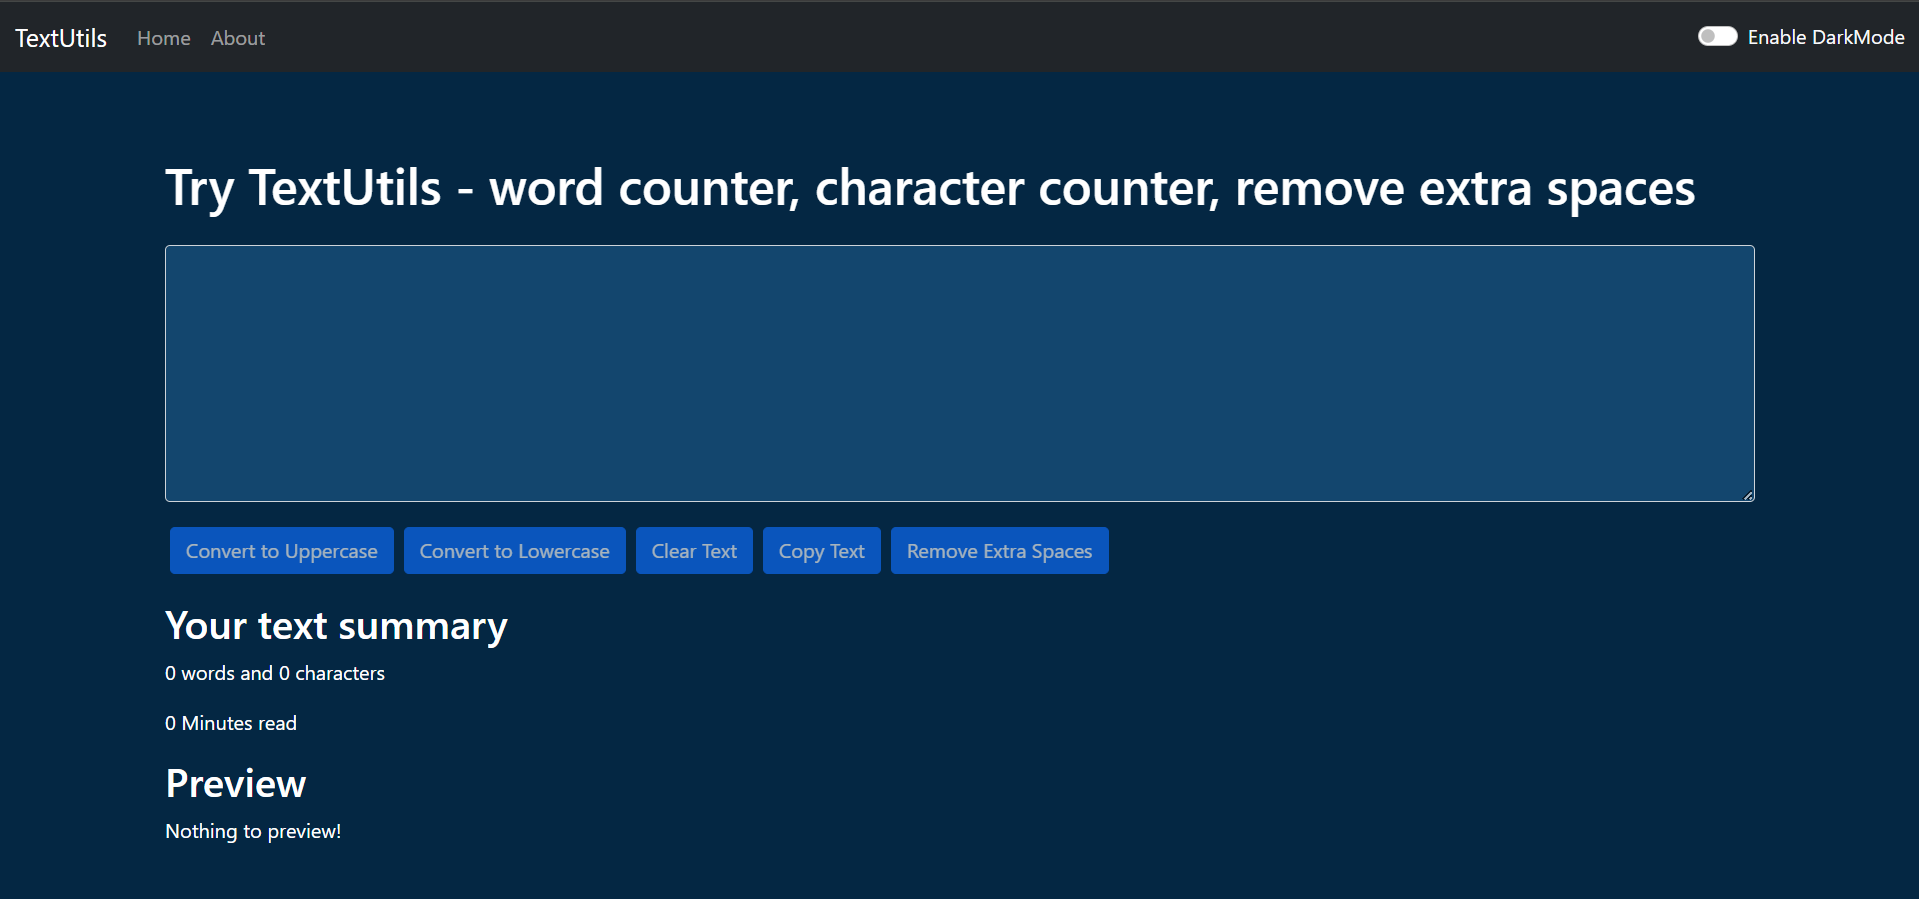 TextUtils Home About Enable DarkMode
Try TextUtils - word counter, character counter, remove extra spaces
Convert to Uppercase Convert to Lowercase Clear Text Copy Text Remove Extra Spaces
Your text summary
0 words and 0 characters
0 Minutes read
Preview
Nothing to preview!